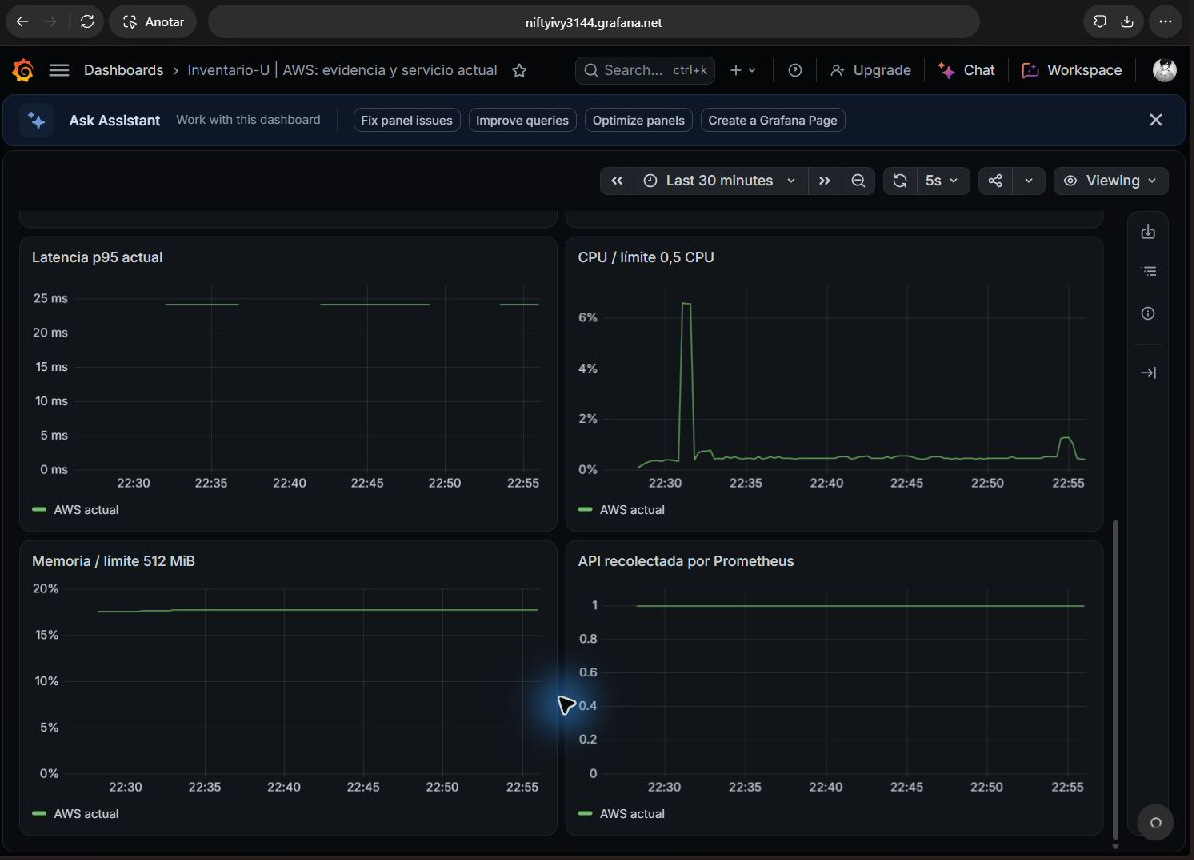 Anotar
niftyivy3144.grafana.net
Dashboards › Inventario-U | AWS: evidencia y servicio actual
Search... ctrl+k
Upgrade
Chat
Workspace
Ask Assistant Work with this dashboard
Fix panel issues
Improve queries
Optimize panels
Create a Grafana Page
Last 30 minutes
5s
Viewing
Latencia p95 actual
25 ms
20 ms
15 ms
10 ms
5 ms
0 ms
22:30 22:35 22:40 22:45 22:50 22:55
AWS actual
CPU / límite 0,5 CPU
6%
4%
2%
0%
22:30 22:35 22:40 22:45 22:50 22:55
AWS actual
Memoria / límite 512 MiB
20%
15%
10%
5%
0%
22:30 22:35 22:40 22:45 22:50 22:55
AWS actual
API recolectada por Prometheus
1
0.8
0.6
0.4
0.2
0
22:30 22:35 22:40 22:45 22:50 22:55
AWS actual